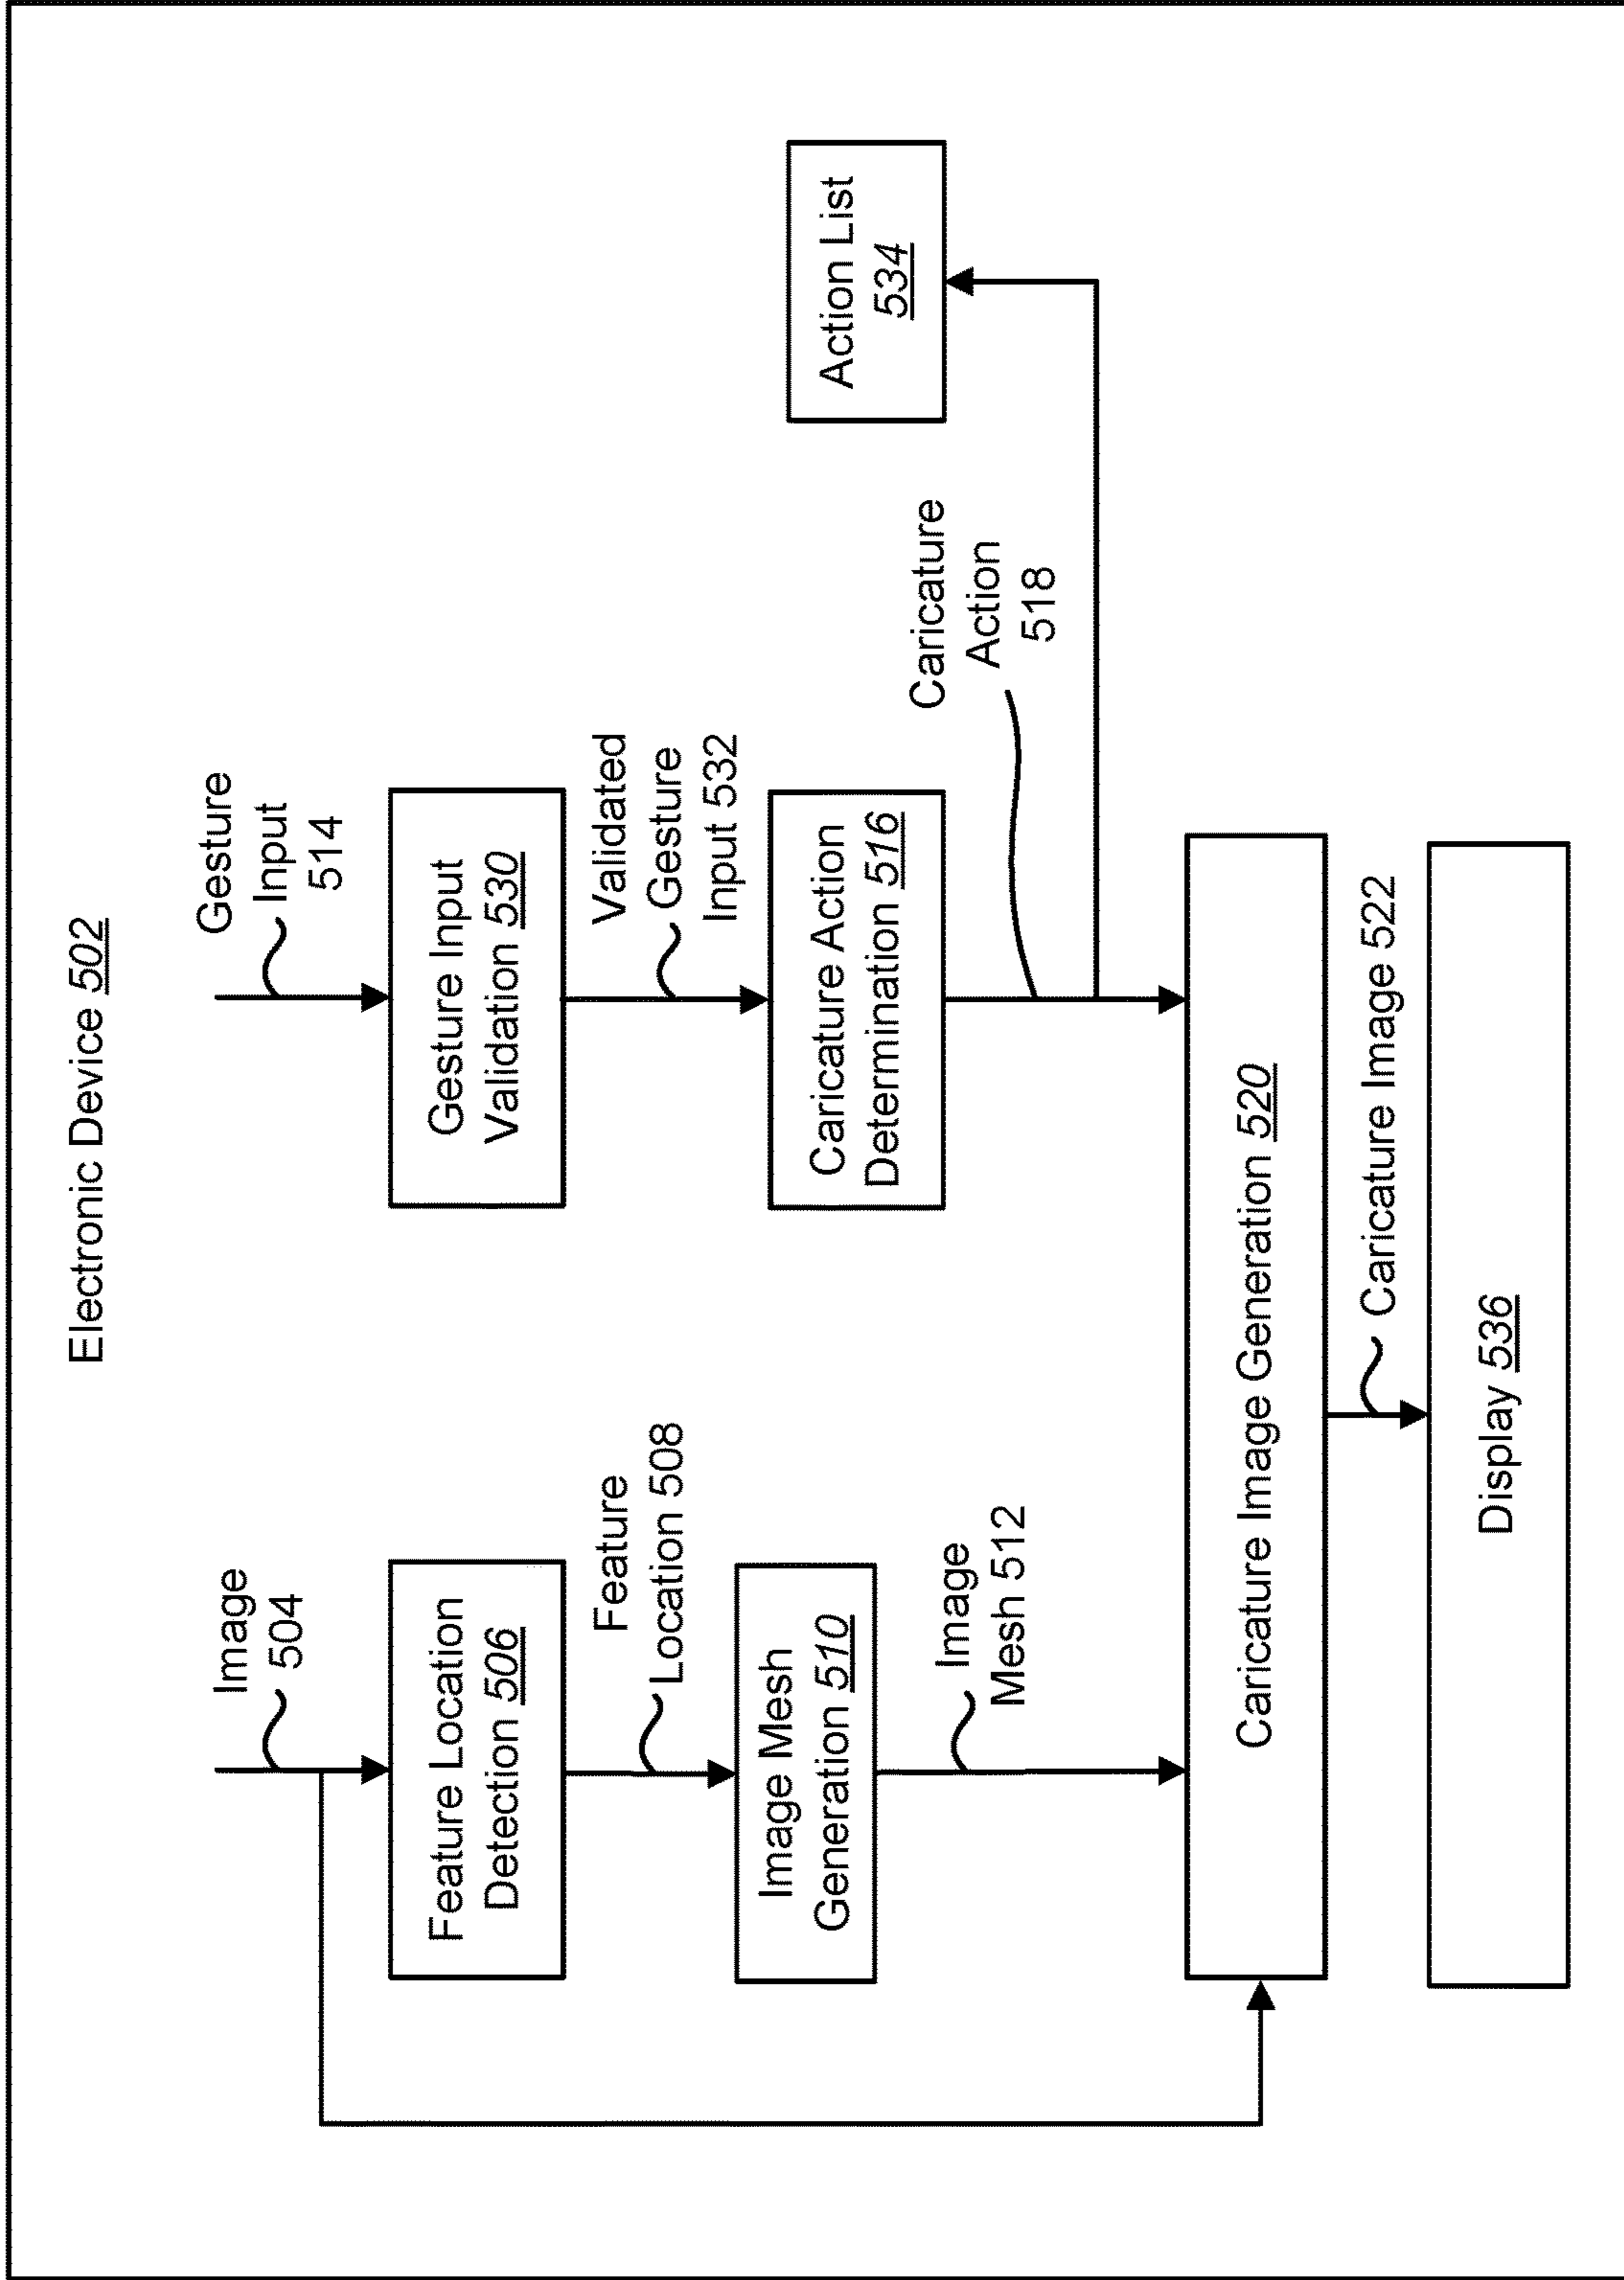 Electronic Device 502
Image
504
Gesture
Input
514
Feature Location
Detection 506
Gesture Input
Validation 530
Feature
Location 508
Validated
Gesture
Input 532
Image Mesh
Generation 510
Caricature Action
Determination 516
Action List
534
Image
Mesh 512
Caricature
Action
518
Caricature Image Generation 520
Caricature Image 522
Display 536